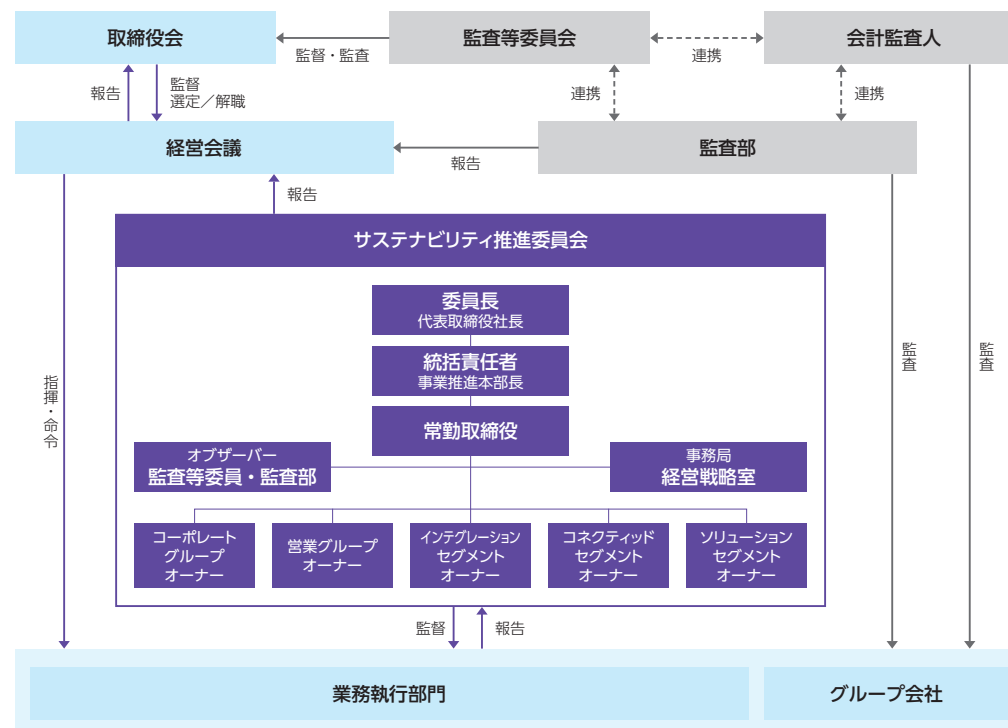 取締役会
監査等委員会
会計監査人
監督・監査
連携
報告
監督
選定／解職
連携
連携
経営会議
監査部
報告
報告
サステナビリティ推進委員会
委員長
代表取締役社長
統括責任者
事業推進本部長
常勤取締役
オブザーバー
監査等委員・監査部
事務局
経営戦略室
コーポレート
グループ
オーナー
営業グループ
オーナー
インテグレーション
セグメント
オーナー
コネクティッド
セグメント
オーナー
ソリューション
セグメント
オーナー
指揮・命令
監査
監査
監督
報告
業務執行部門
グループ会社